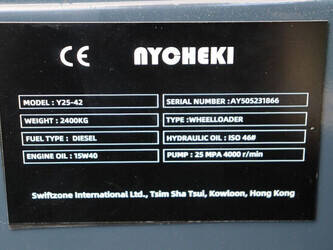 CE NYCHEKI
MODEL : Y25-42 SERIAL NUMBER : AY505231866
WEIGHT : 2400KG TYPE : WHEELLOADER
FUEL TYPE : DIESEL HYDRAULIC OIL : ISO 46#
ENGINE OIL : 15W40 PUMP : 25 MPA 4000 r/min
Swiftzone International Ltd., Tsim Sha Tsui, Kowloon, Hong Kong